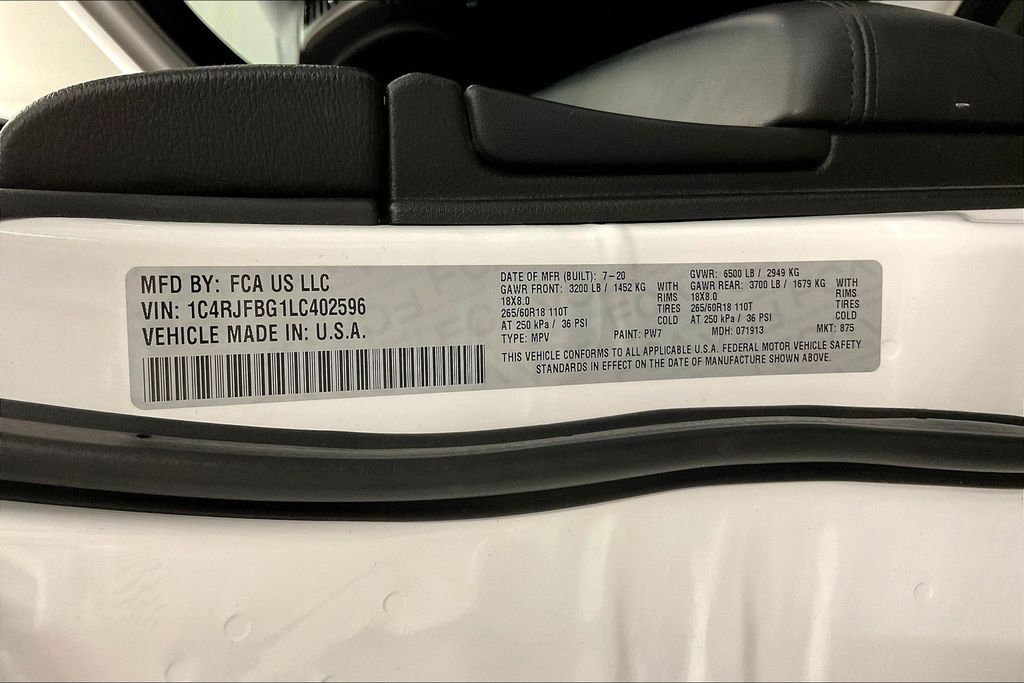 MFD BY: FCA US LLC
VIN: 1C4RJFBG1LC402596
VEHICLE MADE IN: U.S.A.
DATE OF MFR (BUILT): 7-20
GVWR: 6500 LB / 2949 KG
GAWR FRONT: 3200 LB / 1452 KG WITH
18X8.0 RIMS
265/60R18 110T TIRES
AT 250 kPa / 36 PSI COLD
GAWR REAR: 3700 LB / 1679 KG WITH
18X8.0 RIMS
265/60R18 110T TIRES
AT 250 kPa / 36 PSI COLD
TYPE: MPV PAINT: PW7 MDH: 071913 MKT: 875
THIS VEHICLE CONFORMS TO ALL APPLICABLE U.S.A. FEDERAL MOTOR VEHICLE SAFETY
STANDARDS IN EFFECT ON THE DATE OF MANUFACTURE SHOWN ABOVE.